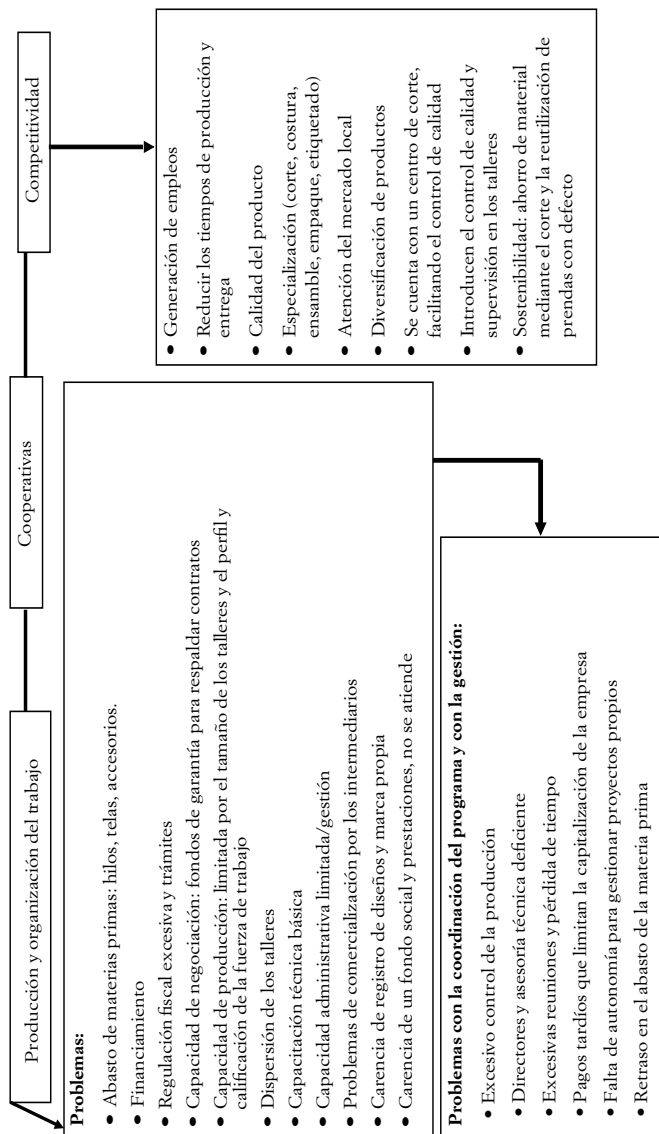 Producción y organización del trabajo
Cooperativas
Competitividad
Problemas:
• Abasto de materias primas: hilos, telas, accesorios.
• Financiamiento
• Regulación fiscal excesiva y trámites
• Capacidad de negociación: fondos de garantía para respaldar contratos
• Capacidad de producción: limitada por el tamaño de los talleres y el perfil y
calificación de la fuerza de trabajo
• Dispersión de los talleres
• Capacitación técnica básica
• Capacidad administrativa limitada/gestión
• Problemas de comercialización por los intermediarios
• Carencia de registro de diseños y marca propia
• Carencia de un fondo social y prestaciones, no se atiende
Problemas con la coordinación del programa y con la gestión:
• Excesivo control de la producción
• Directores y asesoría técnica deficiente
• Excesivas reuniones y pérdida de tiempo
• Pagos tardíos que limitan la capitalización de la empresa
• Falta de autonomía para gestionar proyectos propios
• Retraso en el abasto de la materia prima
• Generación de empleos
• Reducir los tiempos de producción y
entrega
• Calidad del producto
• Especialización (corte, costura,
ensamble, empaque, etiquetado)
• Atención del mercado local
• Diversificación de productos
• Se cuenta con un centro de corte,
facilitando el control de calidad
• Introducen el control de calidad y
supervisión en los talleres
• Sostenibilidad: ahorro de material
mediante el corte y la reutilización de
prendas con defecto